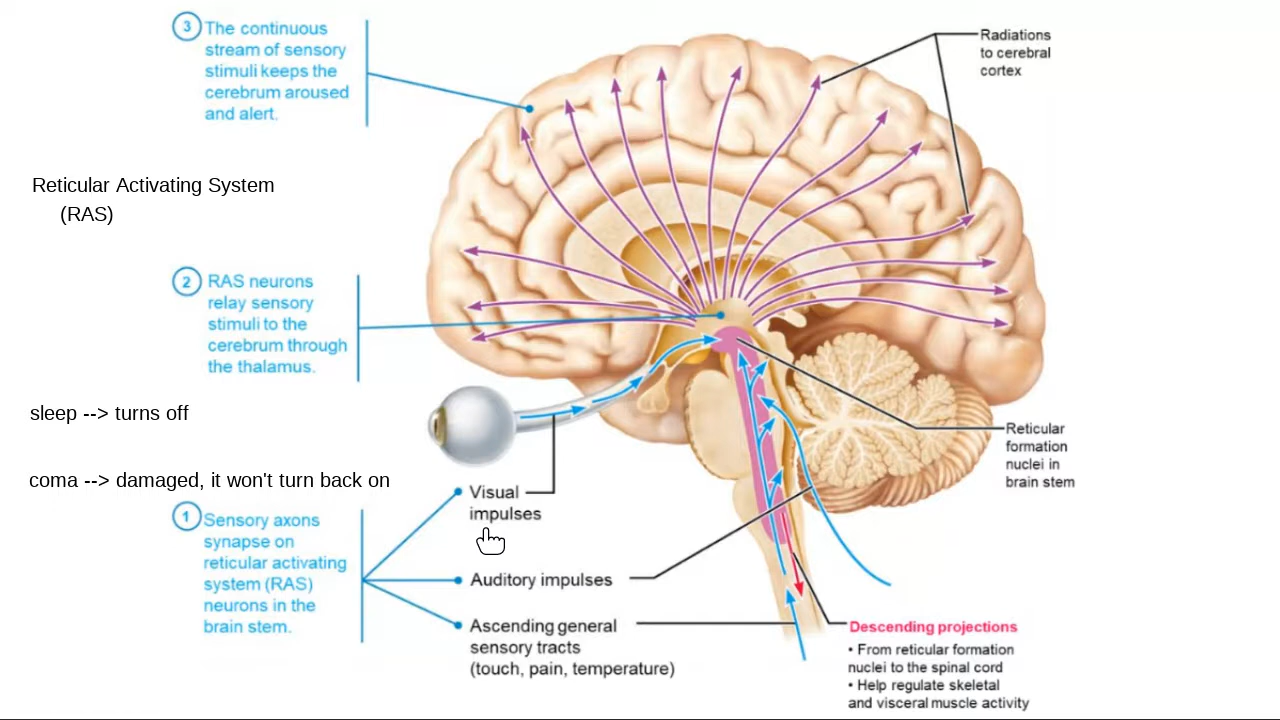 3 The continuous
stream of sensory
stimuli keeps the
cerebrum aroused
and alert.
Radiations
to cerebral
cortex
Reticular Activating System
(RAS)
2 RAS neurons
relay sensory
stimuli to the
cerebrum through
the thalamus.
sleep --> turns off
coma --> damaged, it won't turn back on
Reticular
formation
nuclei in
brain stem
1 Sensory axons
synapse on
reticular activating
system (RAS)
neurons in the
brain stem.
Visual
impulses
Auditory impulses
Ascending general
sensory tracts
(touch, pain, temperature)
Descending projections
• From reticular formation
nuclei to the spinal cord
• Help regulate skeletal
and visceral muscle activity